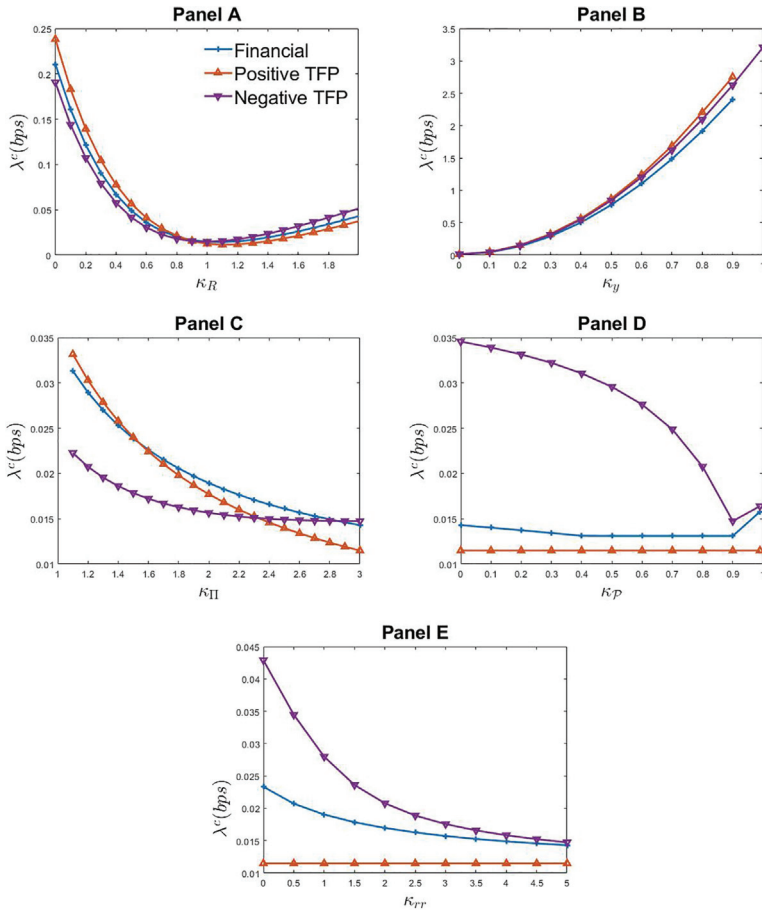 Panel A
Financial
Positive TFP
Negative TFP
0.25
0.2
0.15
0.1
0.05
0
λᶜ(bps)
0 0.2 0.4 0.6 0.8 1 1.2 1.4 1.6 1.8
κ_R
Panel B
3.5
3
2.5
2
1.5
1
0.5
0
λᶜ(bps)
0 0.1 0.2 0.3 0.4 0.5 0.6 0.7 0.8 0.9 1
κ_y
Panel C
0.035
0.03
0.025
0.02
0.015
0.01
λᶜ(bps)
1 1.2 1.4 1.6 1.8 2 2.2 2.4 2.6 2.8 3
κ_Π
Panel D
0.035
0.03
0.025
0.02
0.015
0.01
λᶜ(bps)
0 0.1 0.2 0.3 0.4 0.5 0.6 0.7 0.8 0.9 1
κ_𝒫
Panel E
0.045
0.04
0.035
0.03
0.025
0.02
0.015
0.01
λᶜ(bps)
0 0.5 1 1.5 2 2.5 3 3.5 4 4.5 5
κ_rr